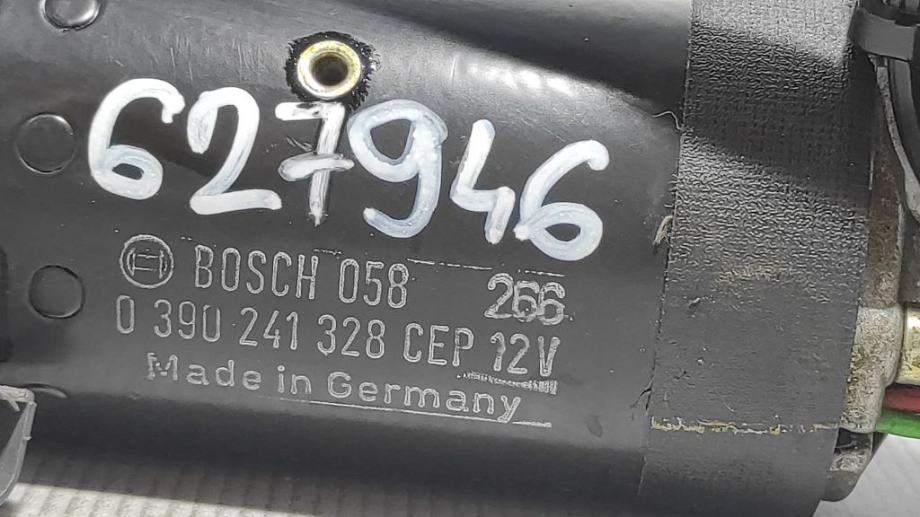 627946
BOSCH 058 266
0 390 241 328 CEP 12V
Made in Germany